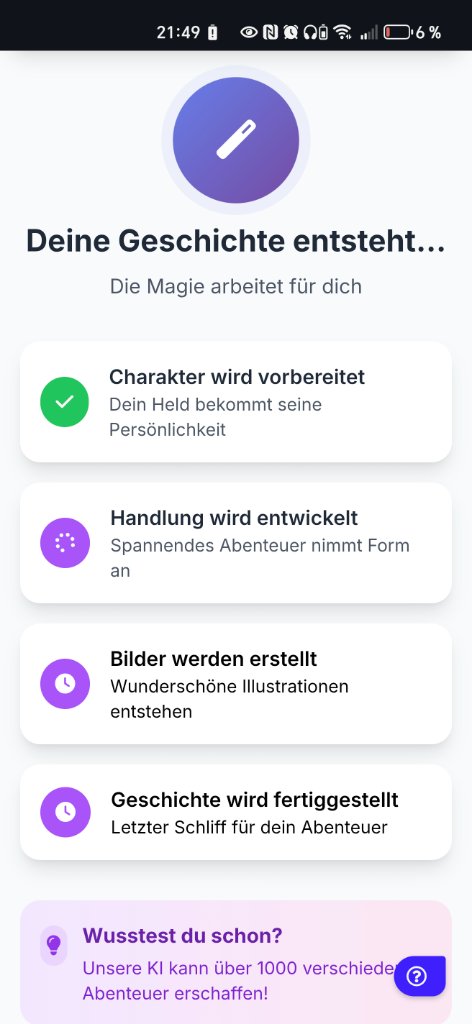 21:49 6 %
Deine Geschichte entsteht...
Die Magie arbeitet für dich
Charakter wird vorbereitet
Dein Held bekommt seine
Persönlichkeit
Handlung wird entwickelt
Spannendes Abenteuer nimmt Form
an
Bilder werden erstellt
Wunderschöne Illustrationen
entstehen
Geschichte wird fertiggestellt
Letzter Schliff für dein Abenteuer
Wusstest du schon?
Unsere KI kann über 1000
Abenteuer erschaffen!